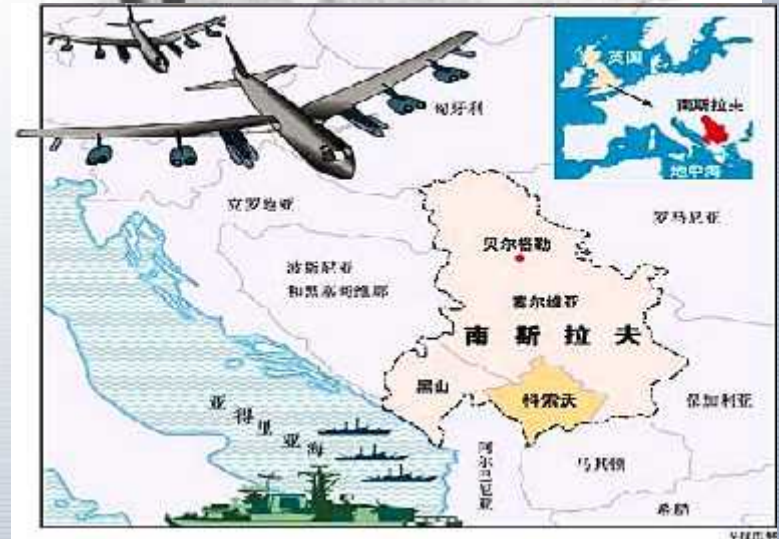 匈牙利
英国
南斯拉夫
地中海
克罗地亚
罗马尼亚
贝尔格勒
波斯尼亚
和黑塞哥维那
塞尔维亚
南斯拉夫
黑山
科索沃
保加利亚
亚得里亚海
阿尔巴尼亚
马其顿
希腊